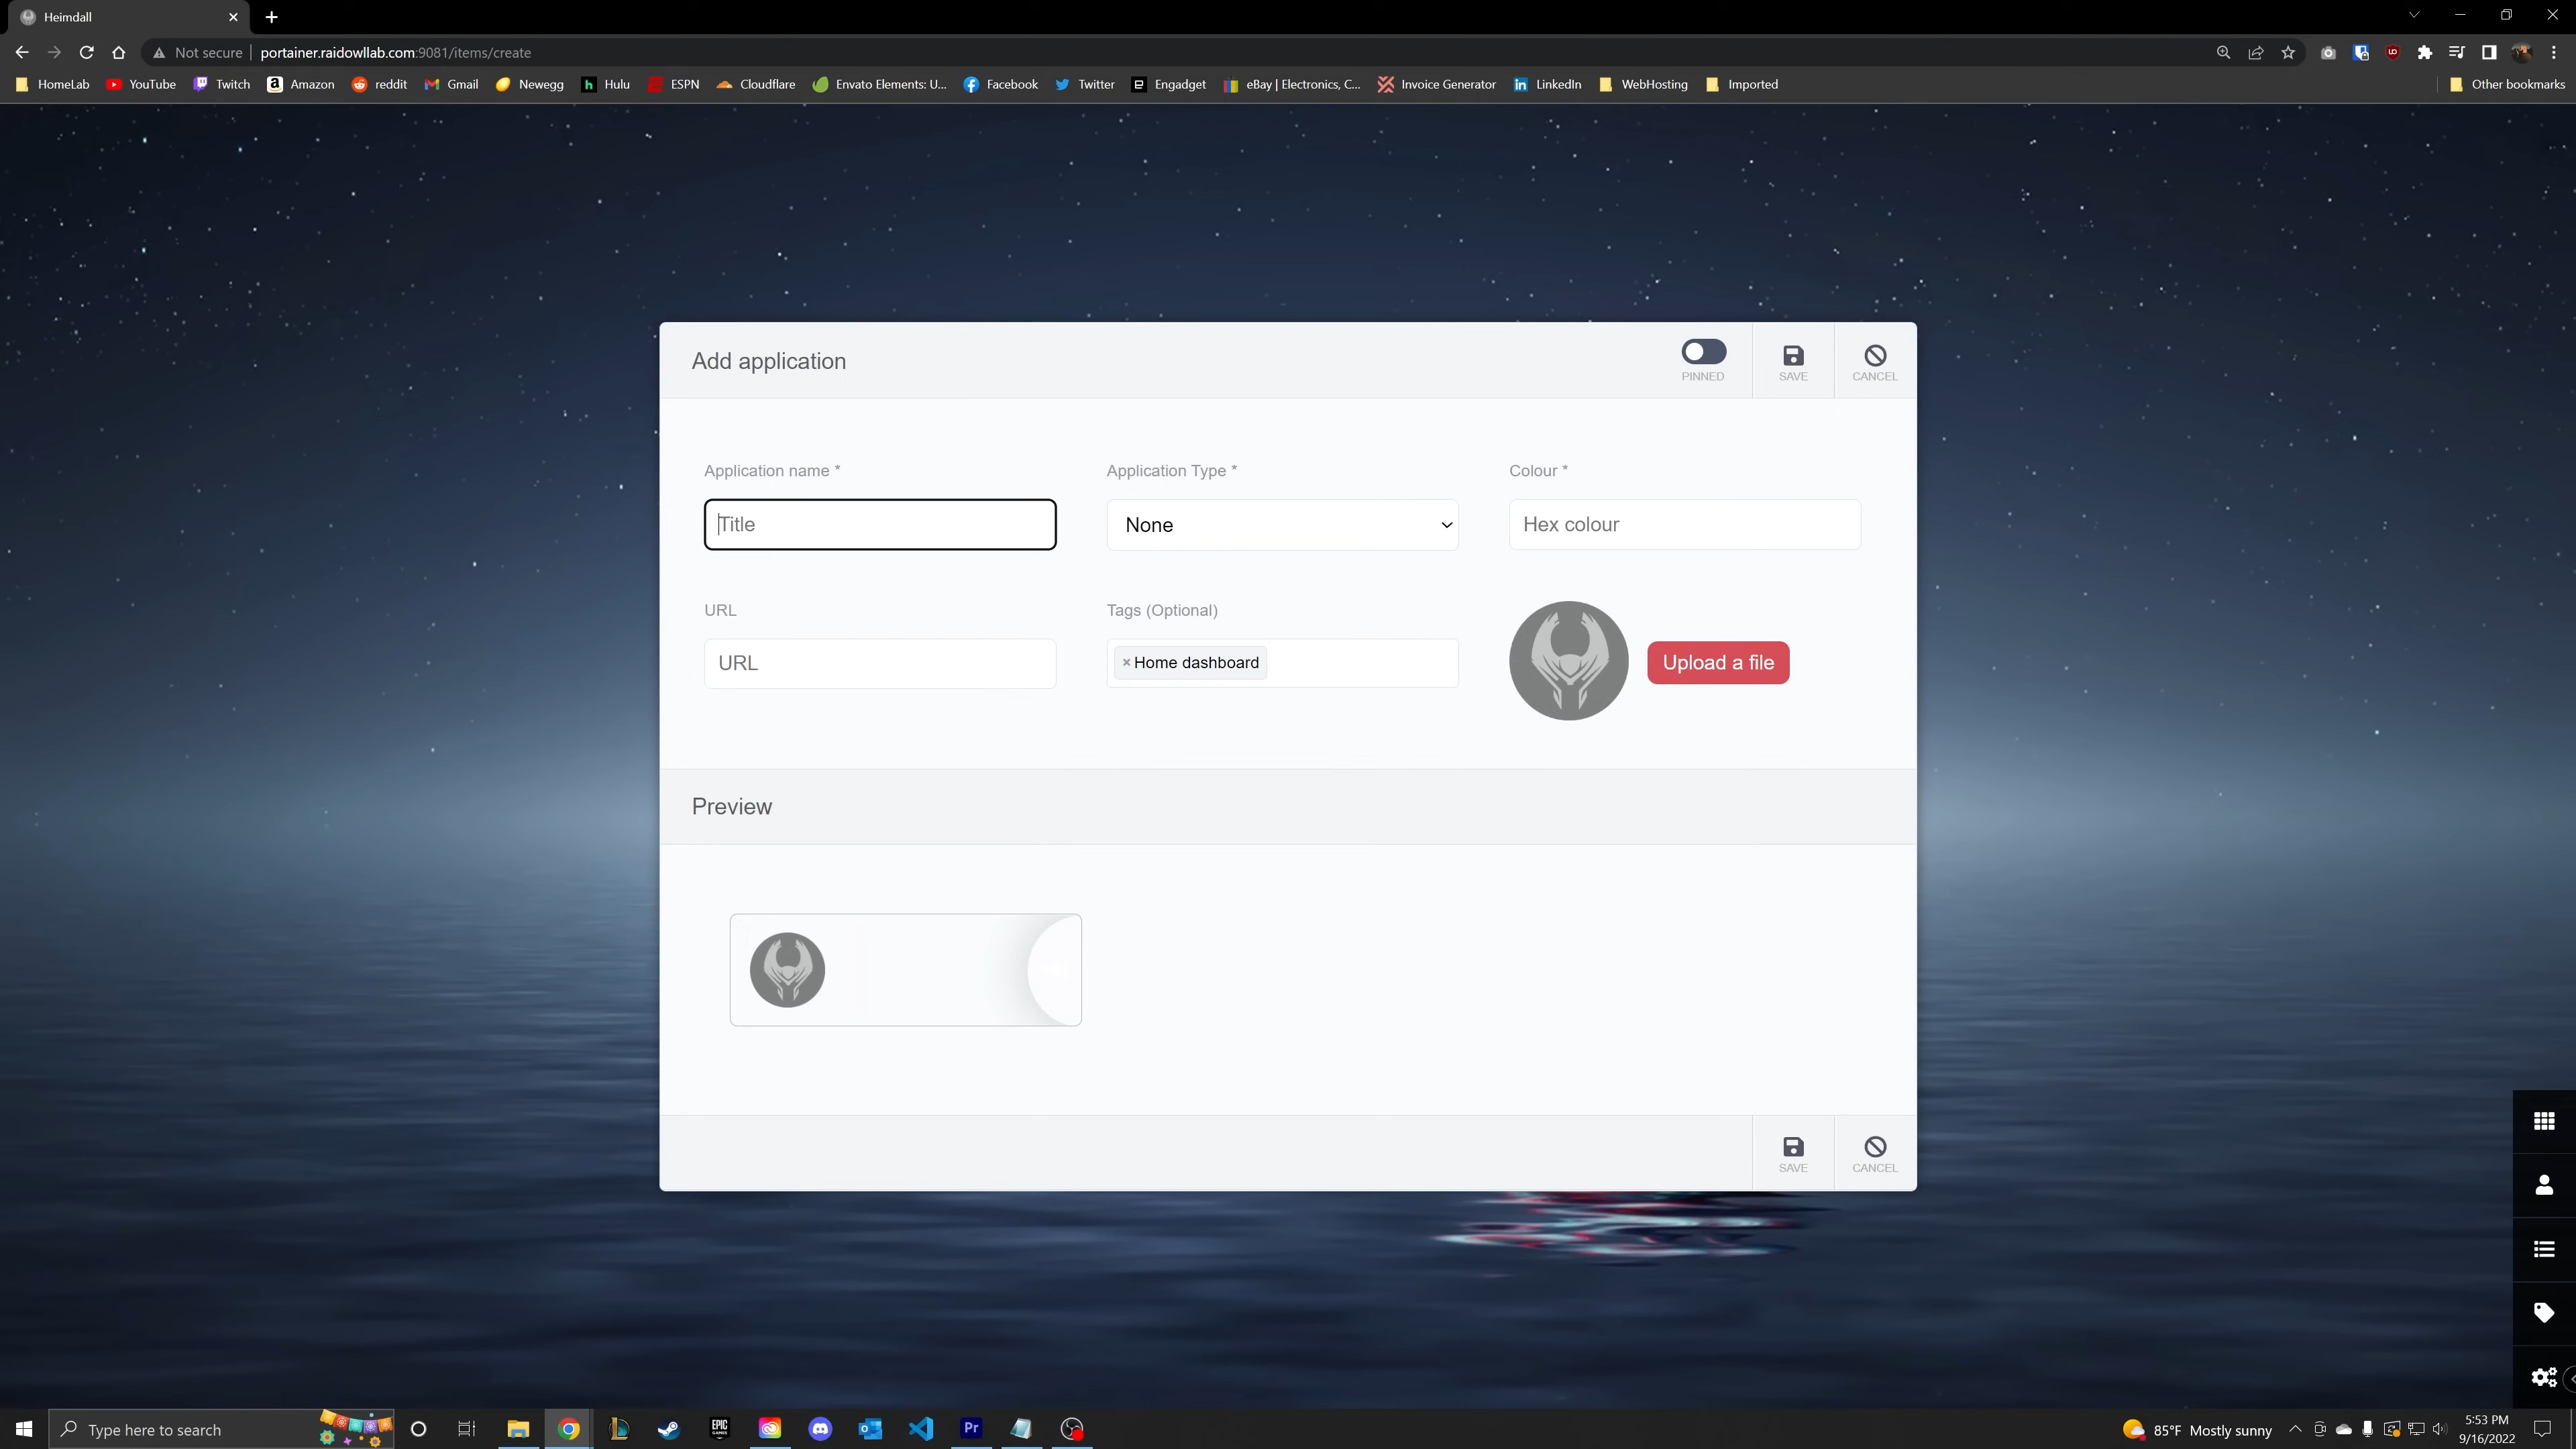 Heimdall
Not secure portainer.raidowllab.com:9081/items/create
HomeLab YouTube Twitch Amazon reddit Gmail Newegg Hulu ESPN Cloudflare Envato Elements: U... Facebook Twitter Engadget eBay | Electronics, C... Invoice Generator LinkedIn WebHosting Imported Other bookmarks
Add application
PINNED SAVE CANCEL
Application name * Application Type * Colour *
Title None Hex colour
URL Tags (Optional)
URL × Home dashboard Upload a file
Preview
SAVE CANCEL
Type here to search
EPIC GAMES
Pr
85°F Mostly sunny
5:53 PM
9/16/2022